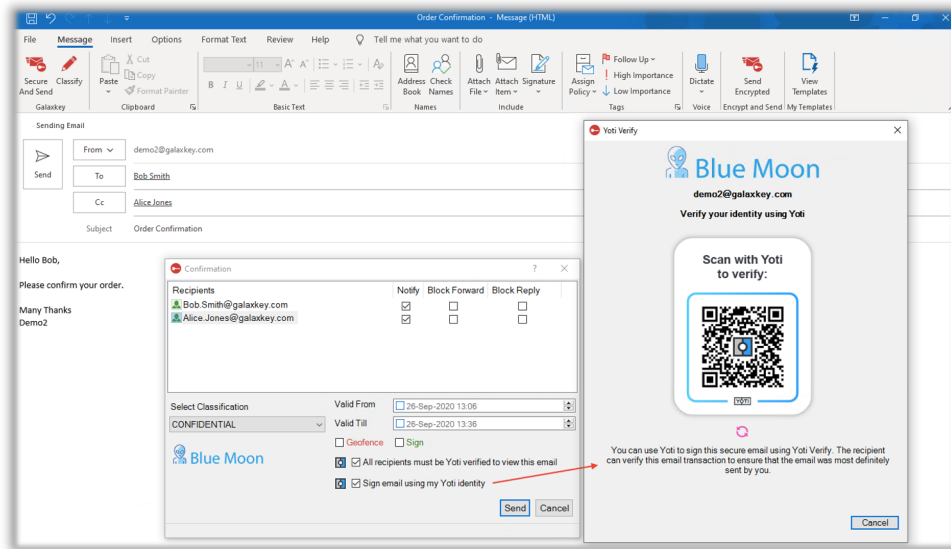 Order Confirmation - Message (HTML)
File Message Insert Options Format Text Review Help Tell me what you want to do
Secure And Send
Classify
Galaxkey
Paste
Cut
Copy
Format Painter
Clipboard
11
B I U
Basic Text
Address Book
Check Names
Names
Attach File
Attach Item
Signature
Include
Assign Policy
Follow Up
High Importance
Low Importance
Tags
Dictate
Voice
Send Encrypted
Encrypt and Send
View Templates
My Templates
Sending Email
Send
From demo2@galaxkey.com
To Bob Smith
Cc Alice Jones
Subject Order Confirmation
Hello Bob,
Please confirm your order.
Many Thanks
Demo2
Confirmation
Recipients Notify Block Forward Block Reply
Bob.Smith@galaxkey.com
Alice.Jones@galaxkey.com
Select Classification
CONFIDENTIAL
Blue Moon
Valid From 26-Sep-2020 13:06
Valid Till 26-Sep-2020 13:36
Geofence Sign
All recipients must be Yoti verified to view this email
Sign email using my Yoti identity
Send Cancel
Yoti Verify
Blue Moon
demo2@galaxkey.com
Verify your identity using Yoti
Scan with Yoti
to verify:
YOTI
You can use Yoti to sign this secure email using Yoti Verify. The recipient
can verify this email transaction to ensure that the email was most definitely
sent by you.
Cancel